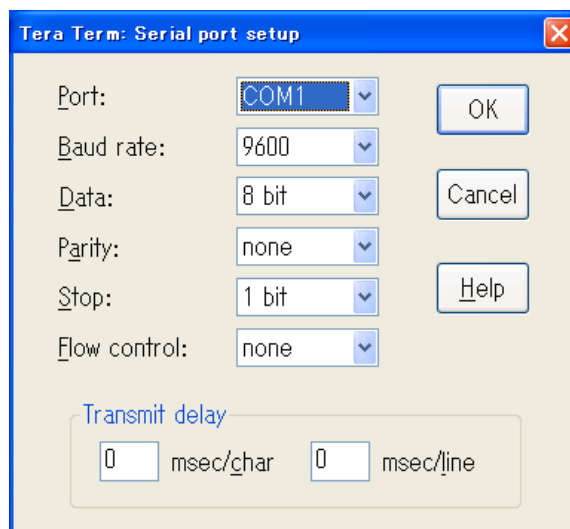 Tera Term: Serial port setup
Port: COM1 OK
Baud rate: 9600
Data: 8 bit Cancel
Parity: none
Stop: 1 bit Help
Flow control: none
Transmit delay
0 msec/char 0 msec/line